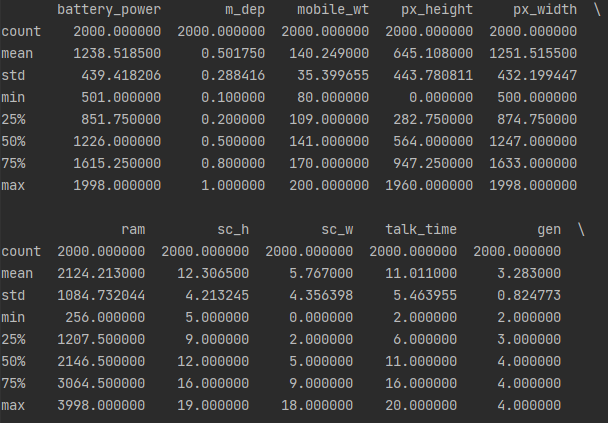 battery_power m_dep mobile_wt px_height px_width \
count 2000.000000 2000.000000 2000.000000 2000.000000 2000.000000
mean 1238.518500 0.501750 140.249000 645.108000 1251.515500
std 439.418206 0.288416 35.399655 443.780811 432.199447
min 501.000000 0.100000 80.000000 0.000000 500.000000
25% 851.750000 0.200000 109.000000 282.750000 874.750000
50% 1226.000000 0.500000 141.000000 564.000000 1247.000000
75% 1615.250000 0.800000 170.000000 947.250000 1633.000000
max 1998.000000 1.000000 200.000000 1960.000000 1998.000000
ram sc_h sc_w talk_time gen \
count 2000.000000 2000.000000 2000.000000 2000.000000 2000.000000
mean 2124.213000 12.306500 5.767000 11.011000 3.283000
std 1084.732044 4.213245 4.356398 5.463955 0.824773
min 256.000000 5.000000 0.000000 2.000000 2.000000
25% 1207.500000 9.000000 2.000000 6.000000 3.000000
50% 2146.500000 12.000000 5.000000 11.000000 4.000000
75% 3064.500000 16.000000 9.000000 16.000000 4.000000
max 3998.000000 19.000000 18.000000 20.000000 4.000000